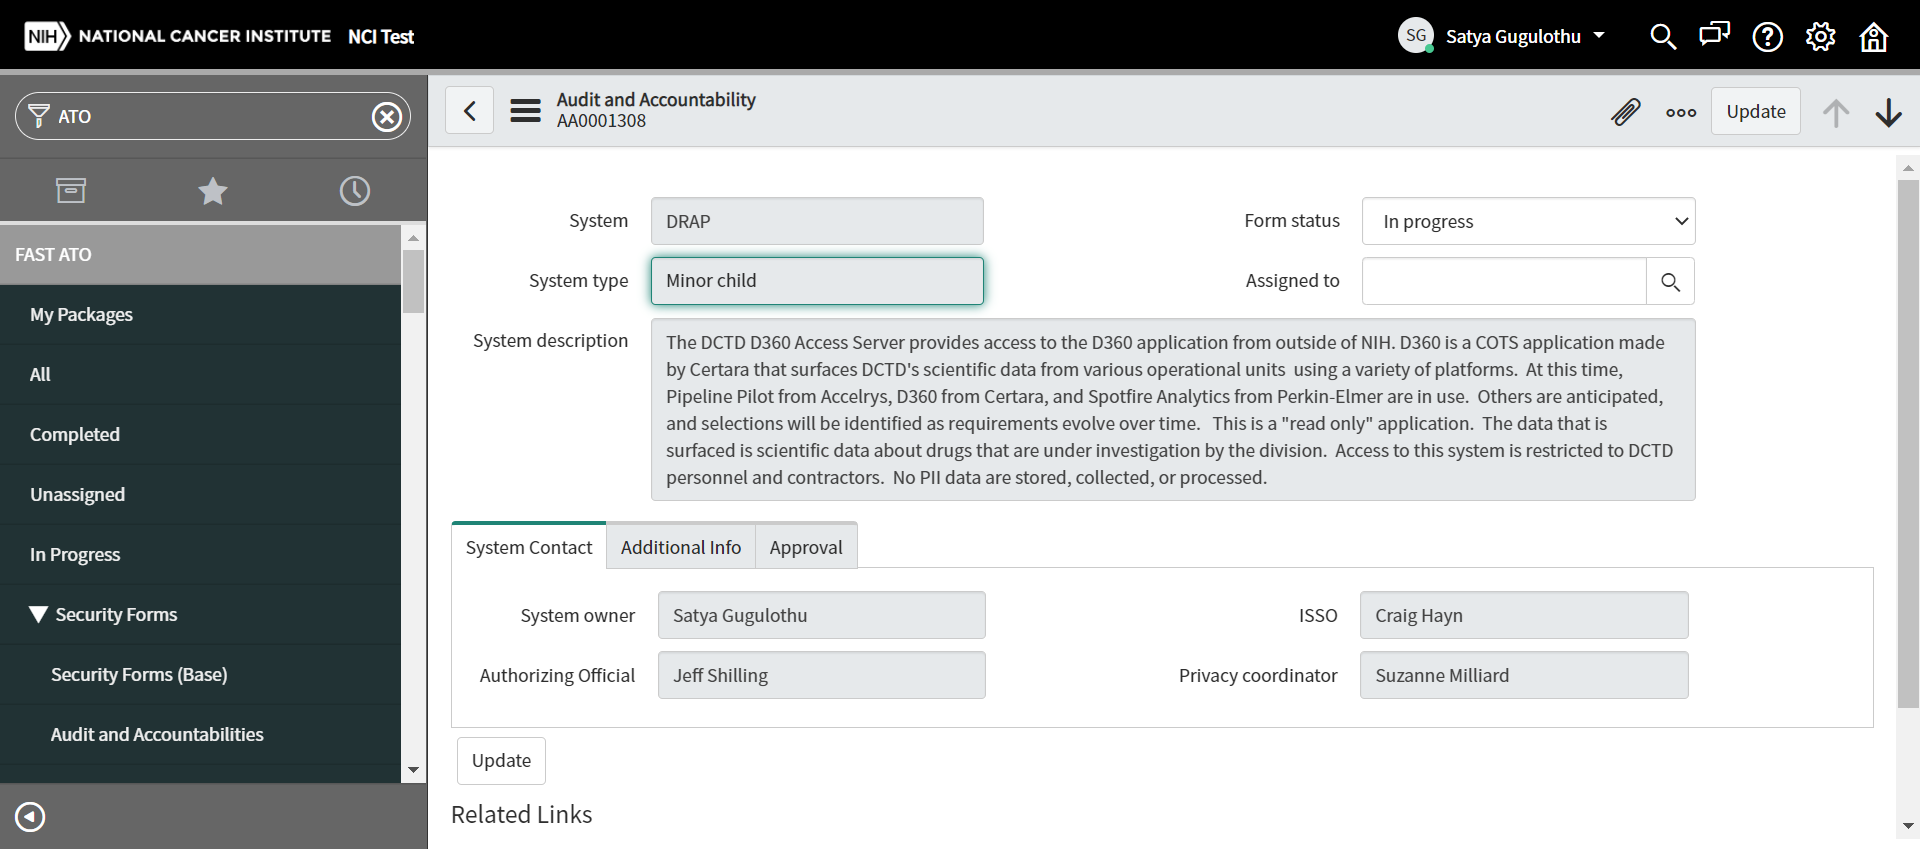 NIH NATIONAL CANCER INSTITUTE NCI Test
SG Satya Gugulothu
ATO
FAST ATO
My Packages
All
Completed
Unassigned
In Progress
Security Forms
Security Forms (Base)
Audit and Accountabilities
Audit and Accountability
AA0001308
Update
System DRAP
Form status In progress
System type Minor child
Assigned to
System description
The DCTD D360 Access Server provides access to the D360 application from outside of NIH. D360 is a COTS application made
by Certara that surfaces DCTD's scientific data from various operational units  using a variety of platforms.  At this time,
Pipeline Pilot from Accelrys, D360 from Certara, and Spotfire Analytics from Perkin-Elmer are in use.  Others are anticipated,
and selections will be identified as requirements evolve over time.   This is a "read only" application.  The data that is
surfaced is scientific data about drugs that are under investigation by the division.  Access to this system is restricted to DCTD
personnel and contractors.  No PII data are stored, collected, or processed.
System Contact Additional Info Approval
System owner Satya Gugulothu
ISSO Craig Hayn
Authorizing Official Jeff Shilling
Privacy coordinator Suzanne Milliard
Update
Related Links